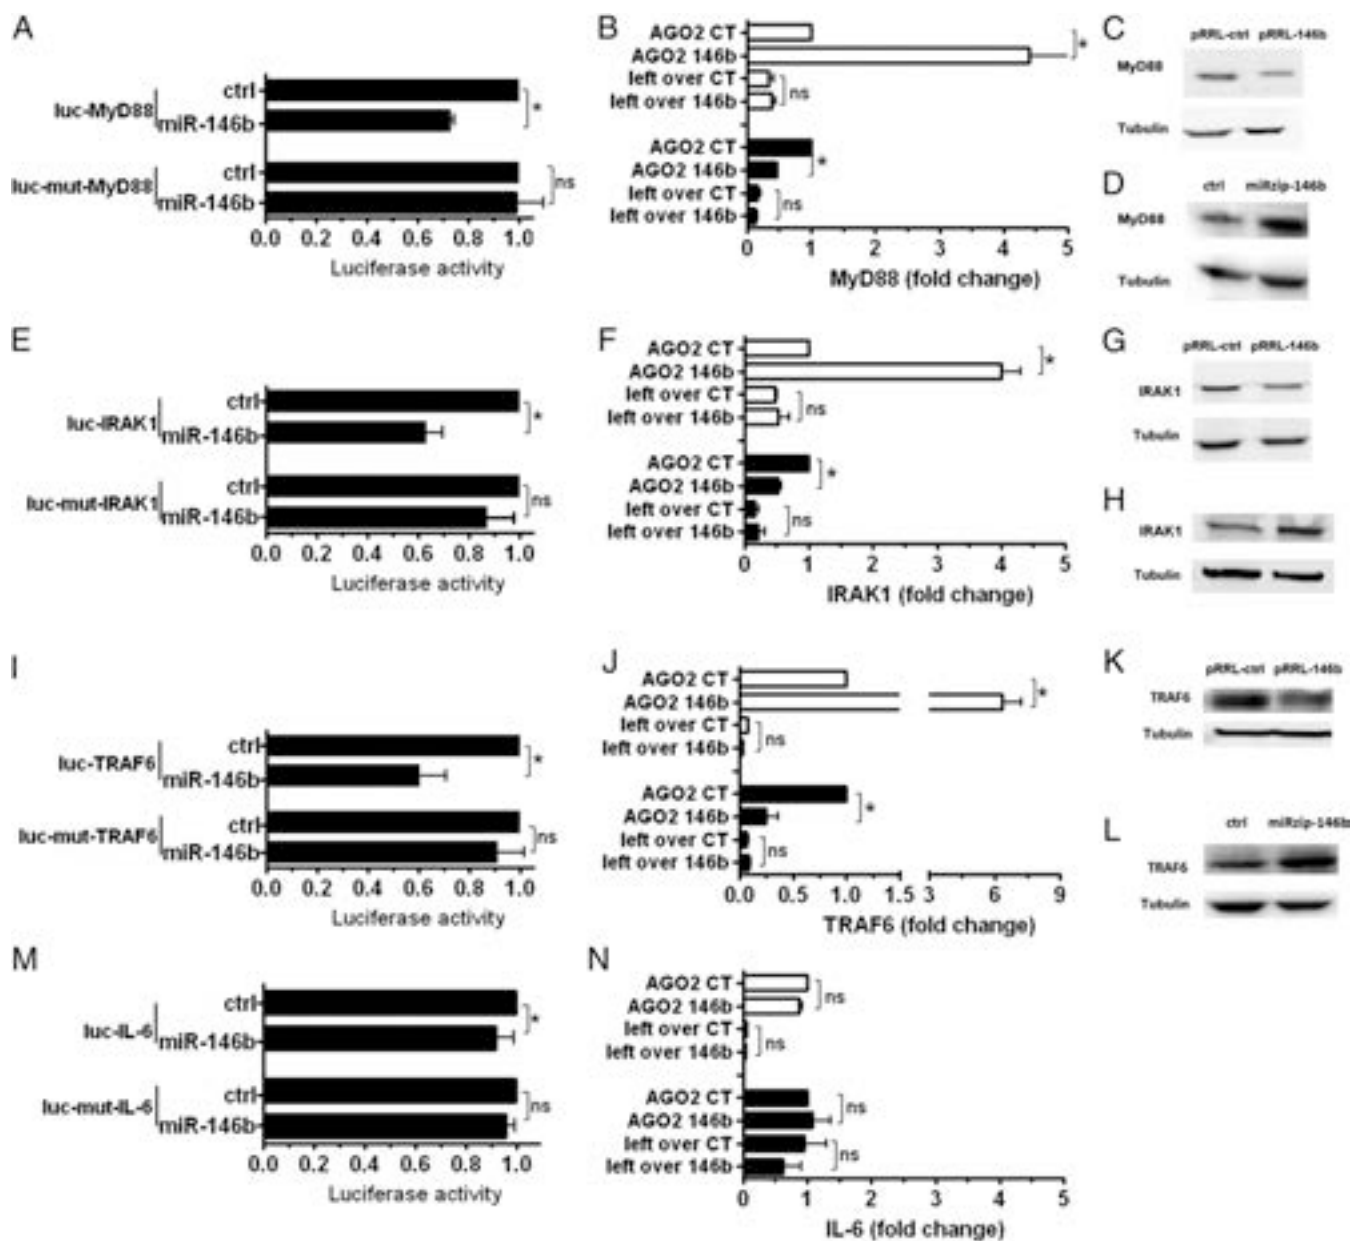 A
luc-MyD88
ctrl
miR-146b
*
luc-mut-MyD88
ctrl
miR-146b
ns
0.0 0.2 0.4 0.6 0.8 1.0
Luciferase activity
B
AGO2 CT
AGO2 146b
*
left over CT
left over 146b
ns
AGO2 CT
AGO2 146b
*
left over CT
left over 146b
ns
0 1 2 3 4 5
MyD88 (fold change)
C
pRRL-ctrl pRRL-146b
MyD88
Tubulin
D
ctrl miRzip-146b
MyD88
Tubulin
E
luc-IRAK1
ctrl
miR-146b
*
luc-mut-IRAK1
ctrl
miR-146b
ns
0.0 0.2 0.4 0.6 0.8 1.0
Luciferase activity
F
AGO2 CT
AGO2 146b
*
left over CT
left over 146b
ns
AGO2 CT
AGO2 146b
*
left over CT
left over 146b
ns
0 1 2 3 4 5
IRAK1 (fold change)
G
pRRL-ctrl pRRL-146b
IRAK1
Tubulin
H
IRAK1
Tubulin
I
luc-TRAF6
ctrl
miR-146b
*
luc-mut-TRAF6
ctrl
miR-146b
ns
0.0 0.2 0.4 0.6 0.8 1.0
Luciferase activity
J
AGO2 CT
AGO2 146b
*
left over CT
left over 146b
ns
AGO2 CT
AGO2 146b
*
left over CT
left over 146b
ns
0.0 0.5 1.0 1.5 3 6 9
TRAF6 (fold change)
K
pRRL-ctrl pRRL-146b
TRAF6
Tubulin
L
ctrl miRzip-146b
TRAF6
Tubulin
M
luc-IL-6
ctrl
miR-146b
*
luc-mut-IL-6
ctrl
miR-146b
ns
0.0 0.2 0.4 0.6 0.8 1.0
Luciferase activity
N
AGO2 CT
AGO2 146b
ns
left over CT
left over 146b
ns
AGO2 CT
AGO2 146b
ns
left over CT
left over 146b
ns
0 1 2 3 4 5
IL-6 (fold change)